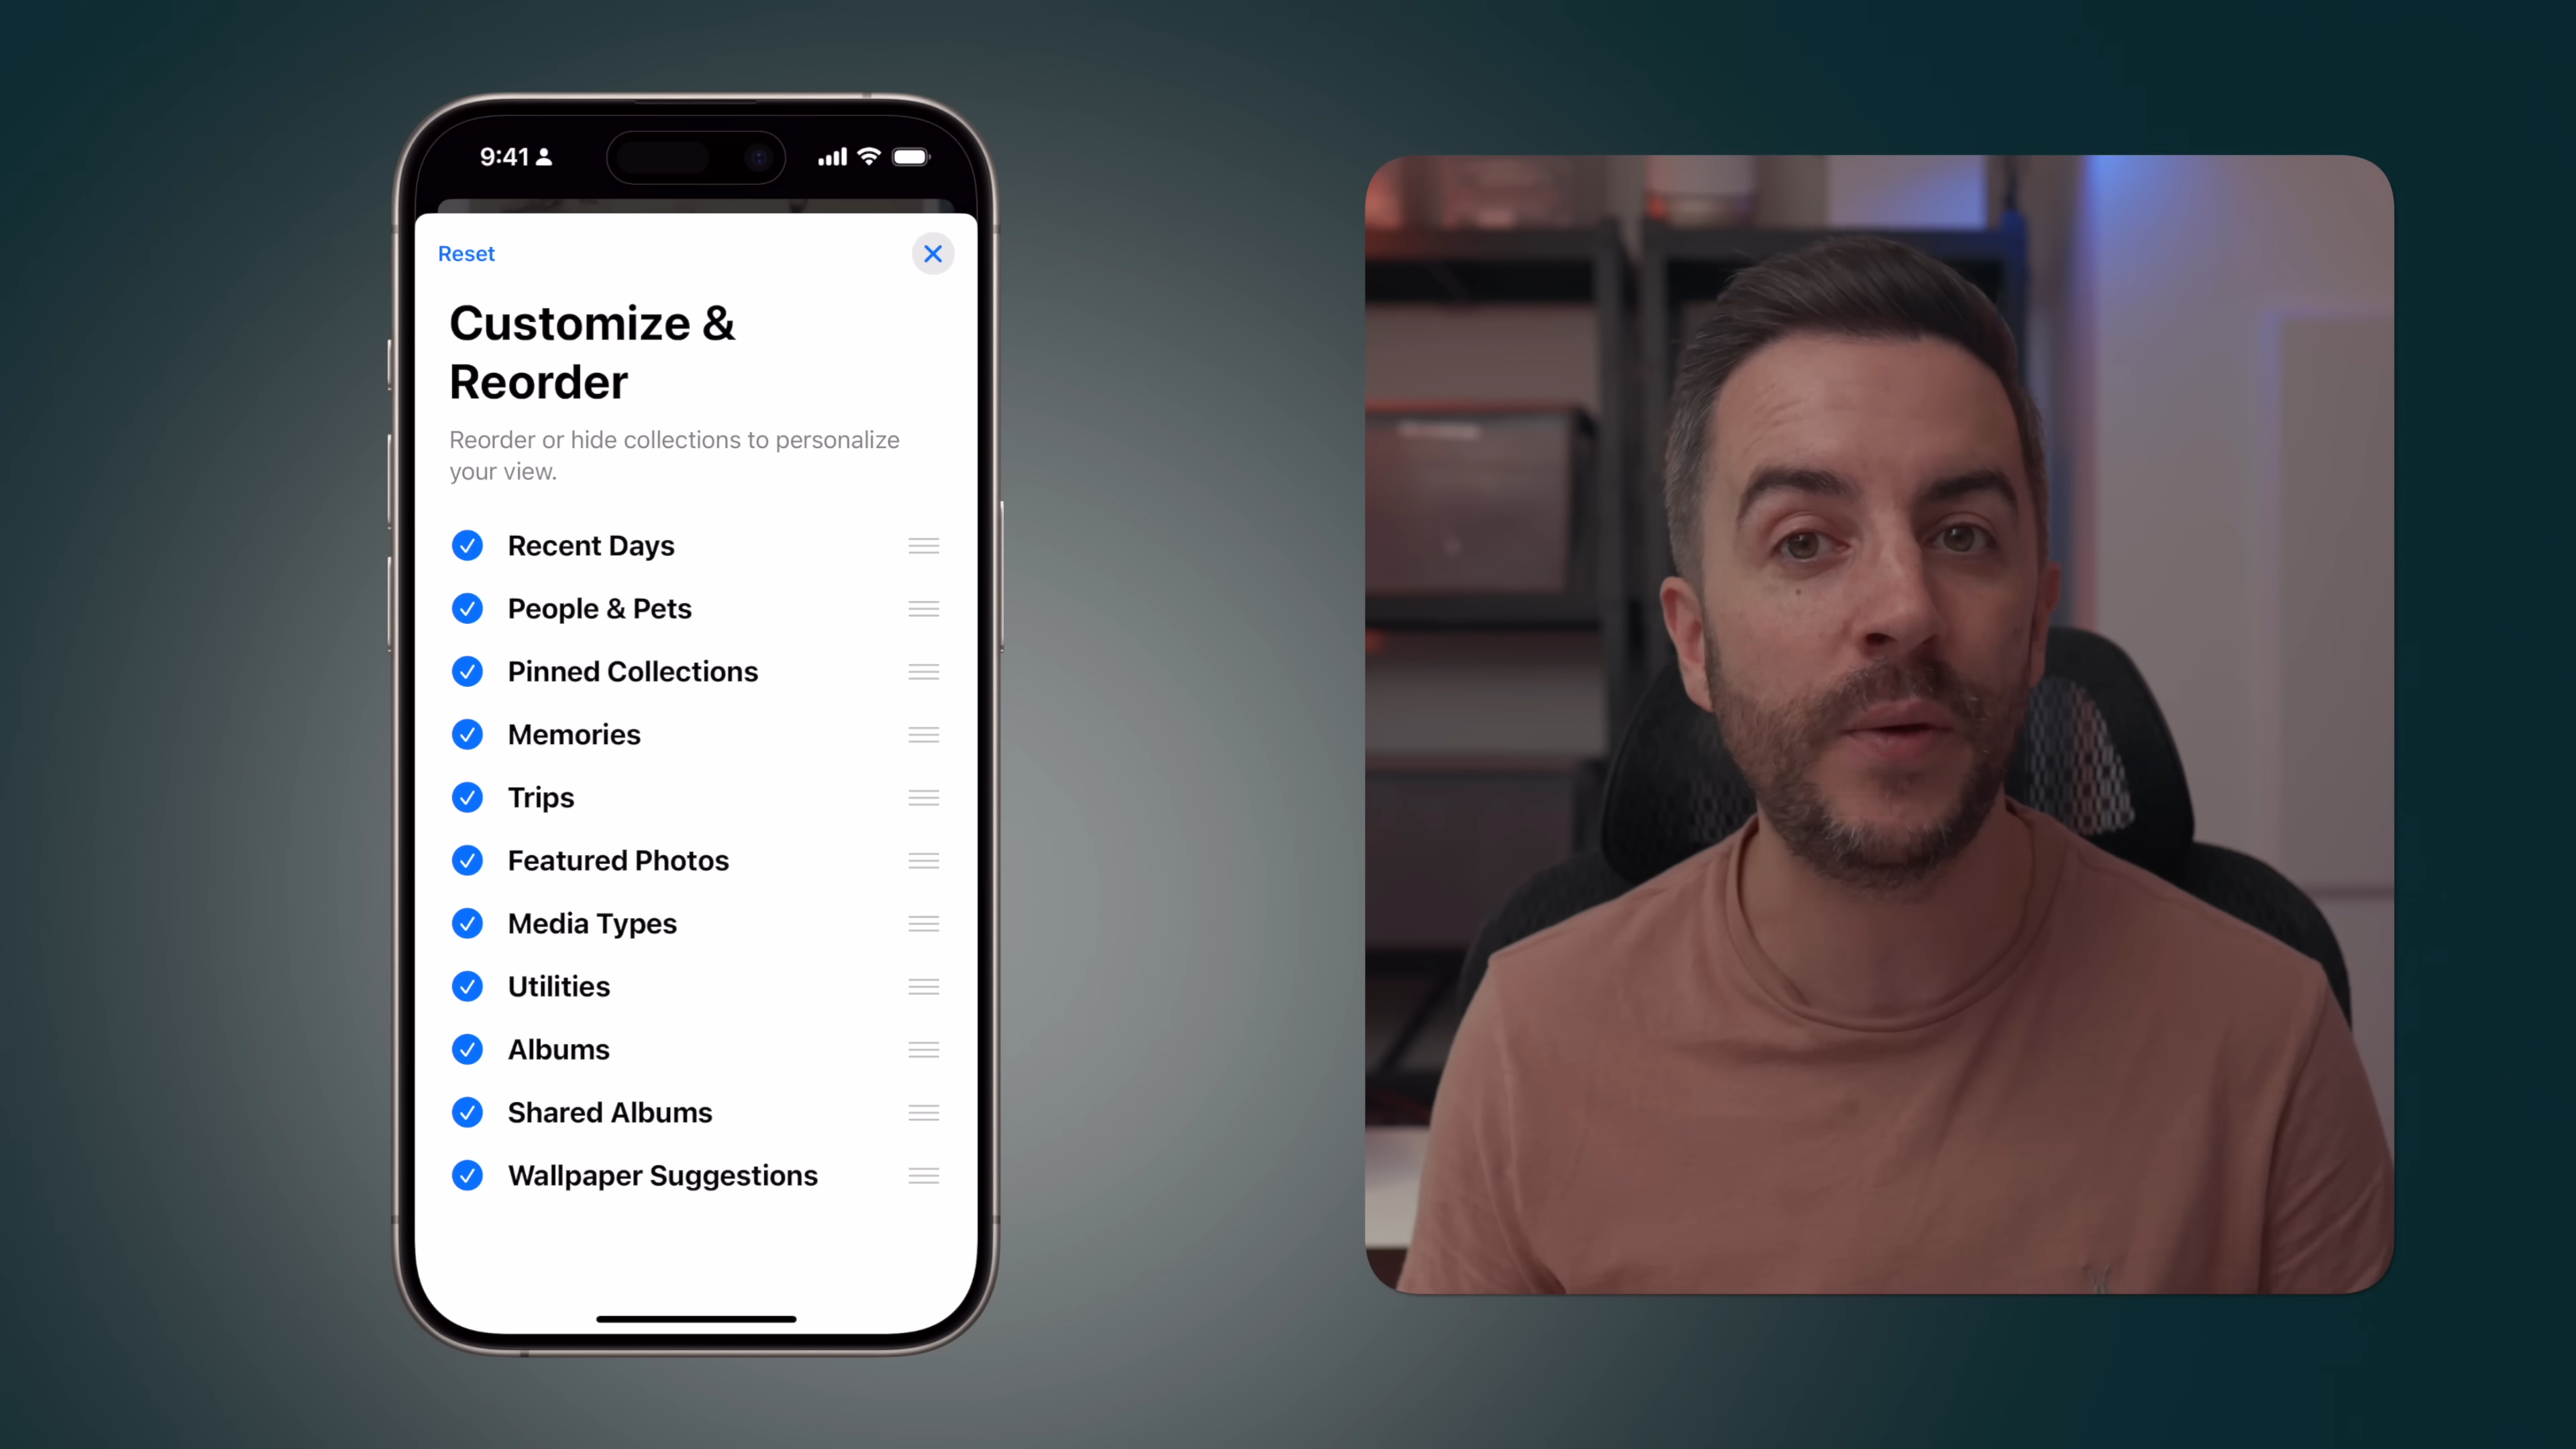 9:41
Reset
Customize &
Reorder
Reorder or hide collections to personalize
your view.
Recent Days
People & Pets
Pinned Collections
Memories
Trips
Featured Photos
Media Types
Utilities
Albums
Shared Albums
Wallpaper Suggestions